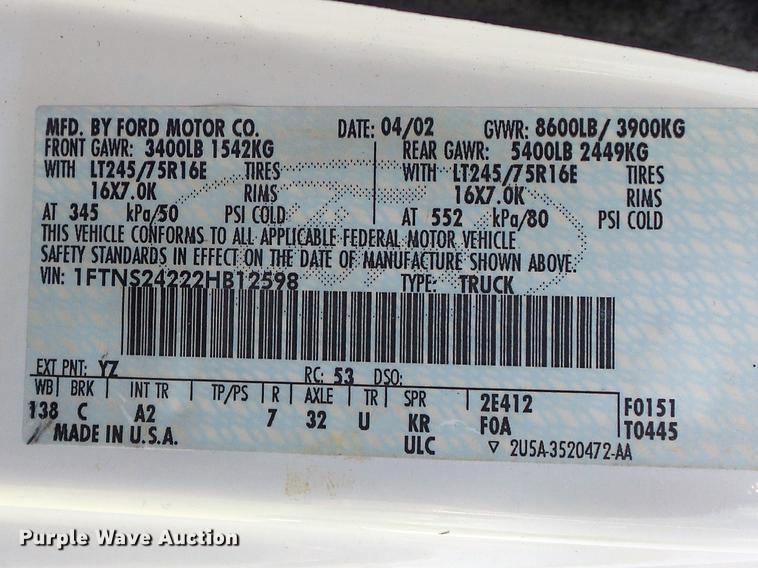 MFD. BY FORD MOTOR CO. DATE: 04/02 GVWR: 8600LB/ 3900KG
FRONT GAWR: 3400LB 1542KG REAR GAWR: 5400LB 2449KG
WITH LT245/75R16E TIRES WITH LT245/75R16E TIRES
16X7.0K RIMS 16X7.0K RIMS
AT 345 kPa/50 PSI COLD AT 552 kPa/80 PSI COLD
THIS VEHICLE CONFORMS TO ALL APPLICABLE FEDERAL MOTOR VEHICLE
SAFETY STANDARDS IN EFFECT ON THE DATE OF MANUFACTURE SHOWN ABOVE.
VIN: 1FTNS24222HB12598 TYPE: TRUCK
EXT PNT: YZ RC: 53 DSO:
WB BRK INT TR TP/PS R AXLE TR SPR 2E412 F0151
138 C A2 7 32 U KR F0A T0445
MADE IN U.S.A. ULC ▽ 2U5A-3520472-AA
Purple Wave Auction